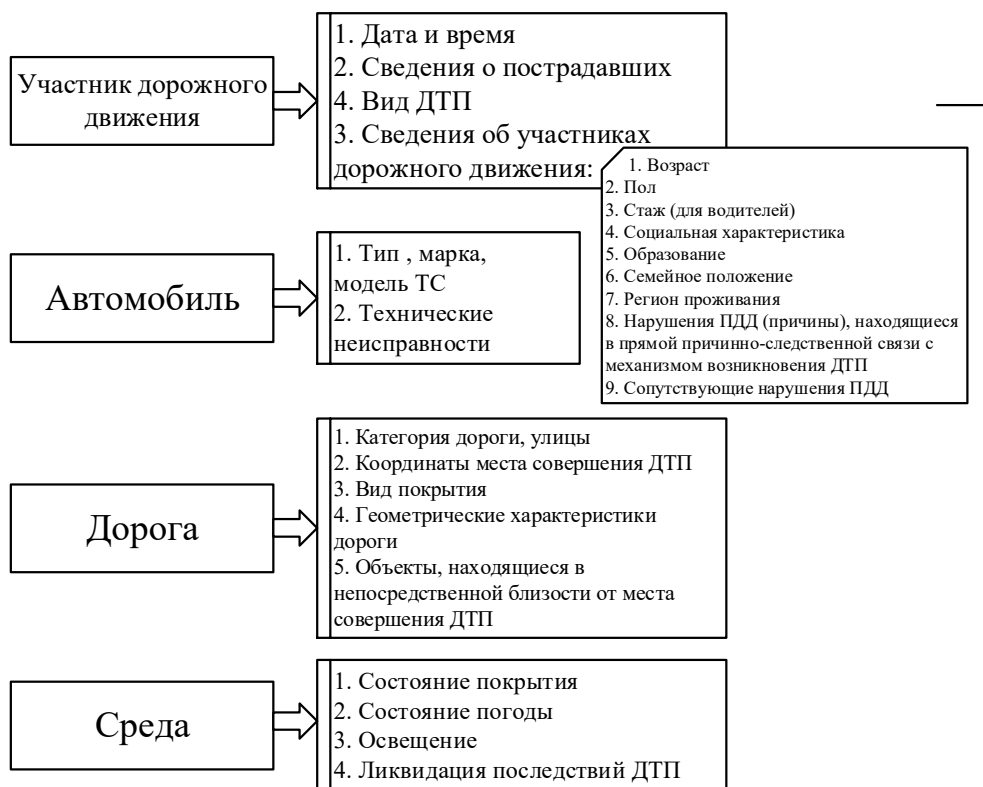 Участник дорожного
движения
1. Дата и время
2. Сведения о пострадавших
4. Вид ДТП
3. Сведения об участниках
дорожного движения:
1. Возраст
2. Пол
3. Стаж (для водителей)
4. Социальная характеристика
5. Образование
6. Семейное положение
7. Регион проживания
8. Нарушения ПДД (причины), находящиеся
в прямой причинно-следственной связи с
механизмом возникновения ДТП
9. Сопутствующие нарушения ПДД
Автомобиль
1. Тип , марка,
модель ТС
2. Технические
неисправности
Дорога
1. Категория дороги, улицы
2. Координаты места совершения ДТП
3. Вид покрытия
4. Геометрические характеристики
дороги
5. Объекты, находящиеся в
непосредственной близости от места
совершения ДТП
Среда
1. Состояние покрытия
2. Состояние погоды
3. Освещение
4. Ликвидация последствий ДТП